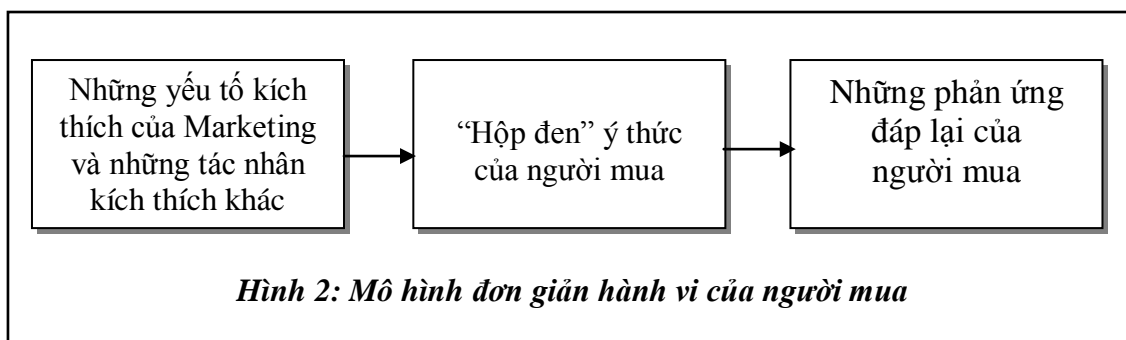 Những yếu tố kích
thích của Marketing
và những tác nhân
kích thích khác
“Hộp đen” ý thức
của người mua
Những phản ứng
đáp lại của
người mua
Hình 2: Mô hình đơn giản hành vi của người mua